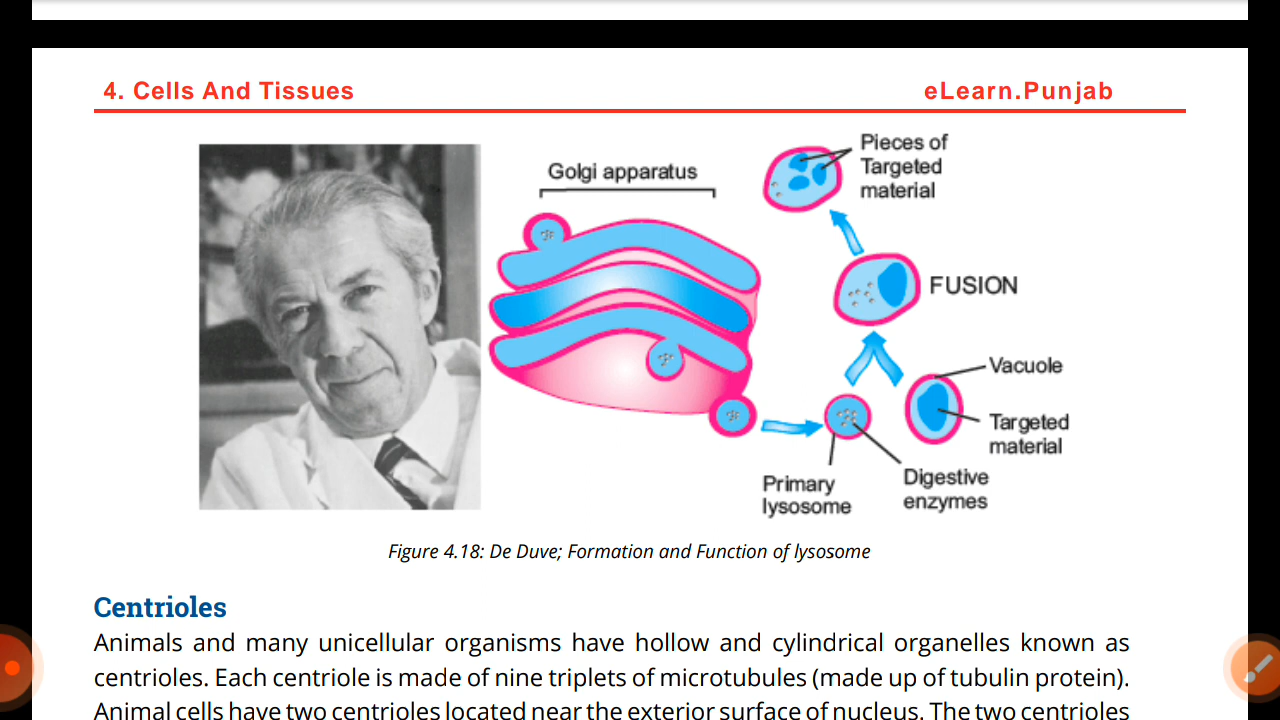 4. Cells And Tissues
eLearn.Punjab
Golgi apparatus
Pieces of
Targeted
material
FUSION
Vacuole
Targeted
material
Primary
lysosome
Digestive
enzymes
Figure 4.18: De Duve; Formation and Function of lysosome
Centrioles
Animals and many unicellular organisms have hollow and cylindrical organelles known as
centrioles. Each centriole is made of nine triplets of microtubules (made up of tubulin protein).
Animal cells have two centrioles located near the exterior surface of nucleus. The two centrioles